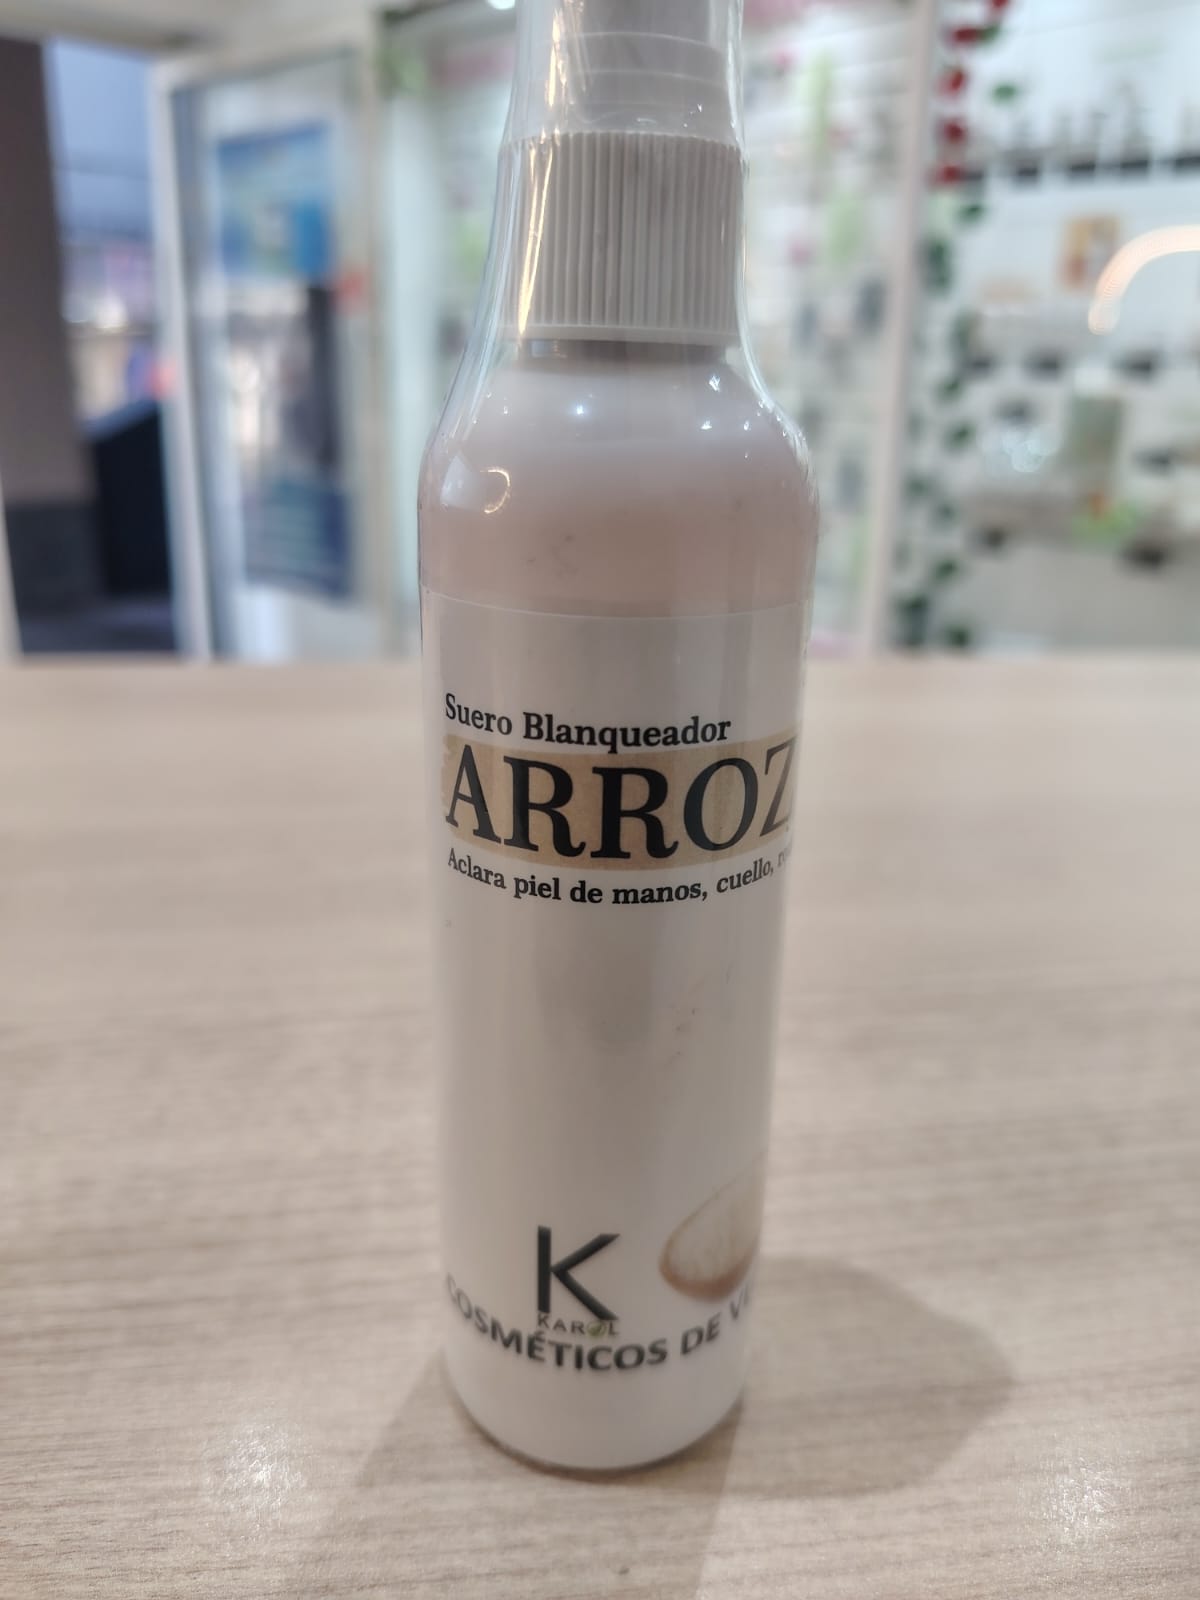 Suero Blanqueador
ARROZ
Aclara piel de manos, cuello,
K
KAROL
COSMÉTICOS DE